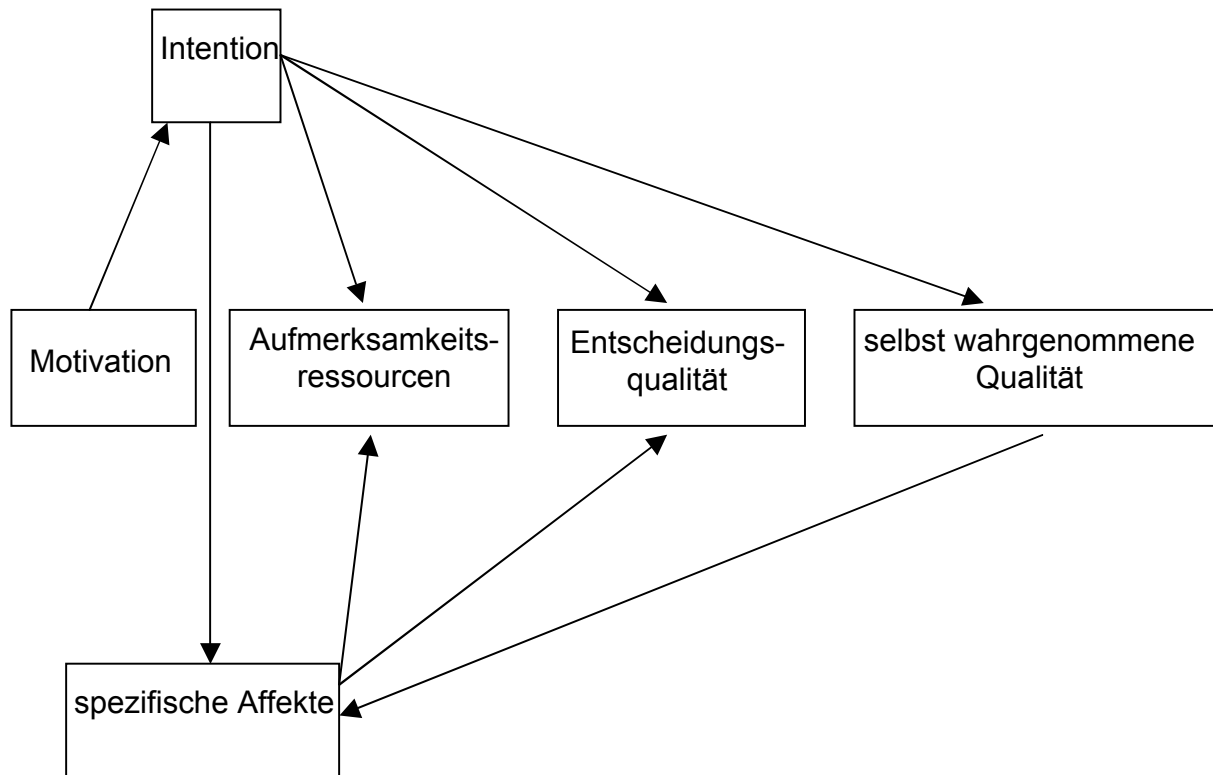 Intention
Motivation
Aufmerksamkeits-
ressourcen
Entscheidungs-
qualität
selbst wahrgenommene
Qualität
spezifische Affekte